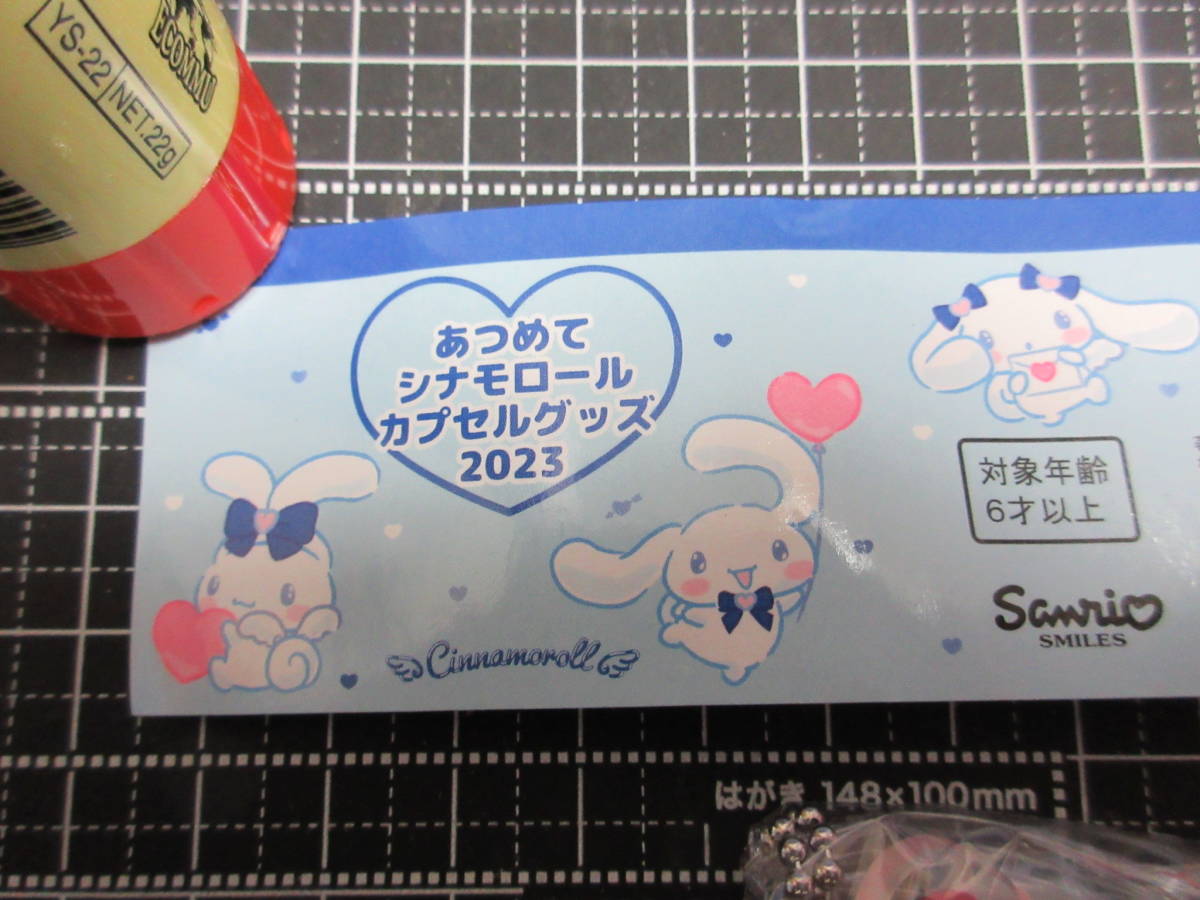 ECOMMU
YS-22 NET.22g
あつめて
シナモロール
カプセルグッズ
2023
対象年齢
6才以上
Sanrio
SMILES
Cinnamoroll
はがき 148×100mm